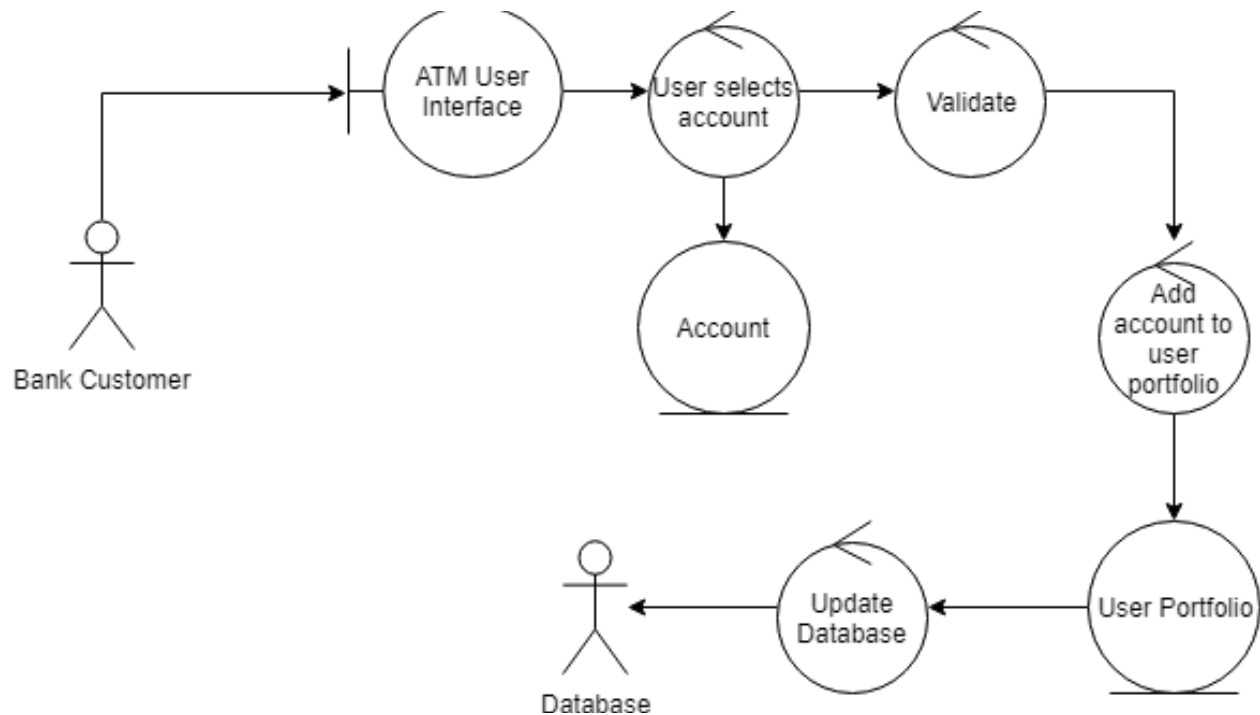 ATM User
Interface
User selects
account
Validate
Bank Customer
Account
Add
account to
user
portfolio
User Portfolio
Update
Database
Database